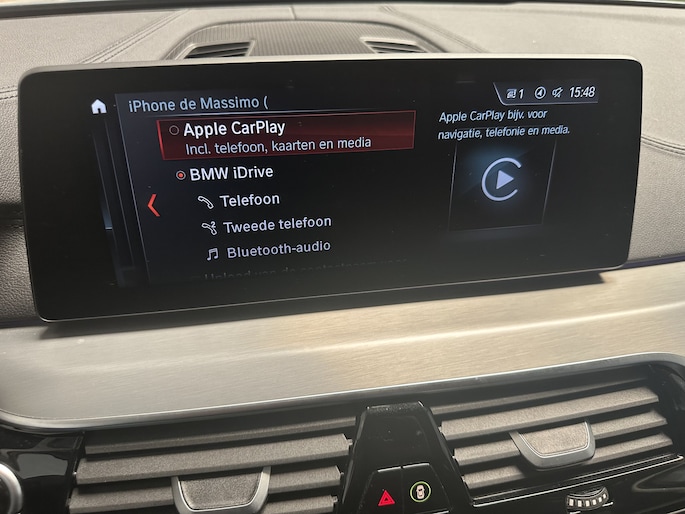 iPhone de Massimo (
1 15:48
Apple CarPlay
Incl. telefoon, kaarten en media
BMW iDrive
Telefoon
Tweede telefoon
Bluetooth-audio
Apple CarPlay bijv. voor
navigatie, telefonie en media.